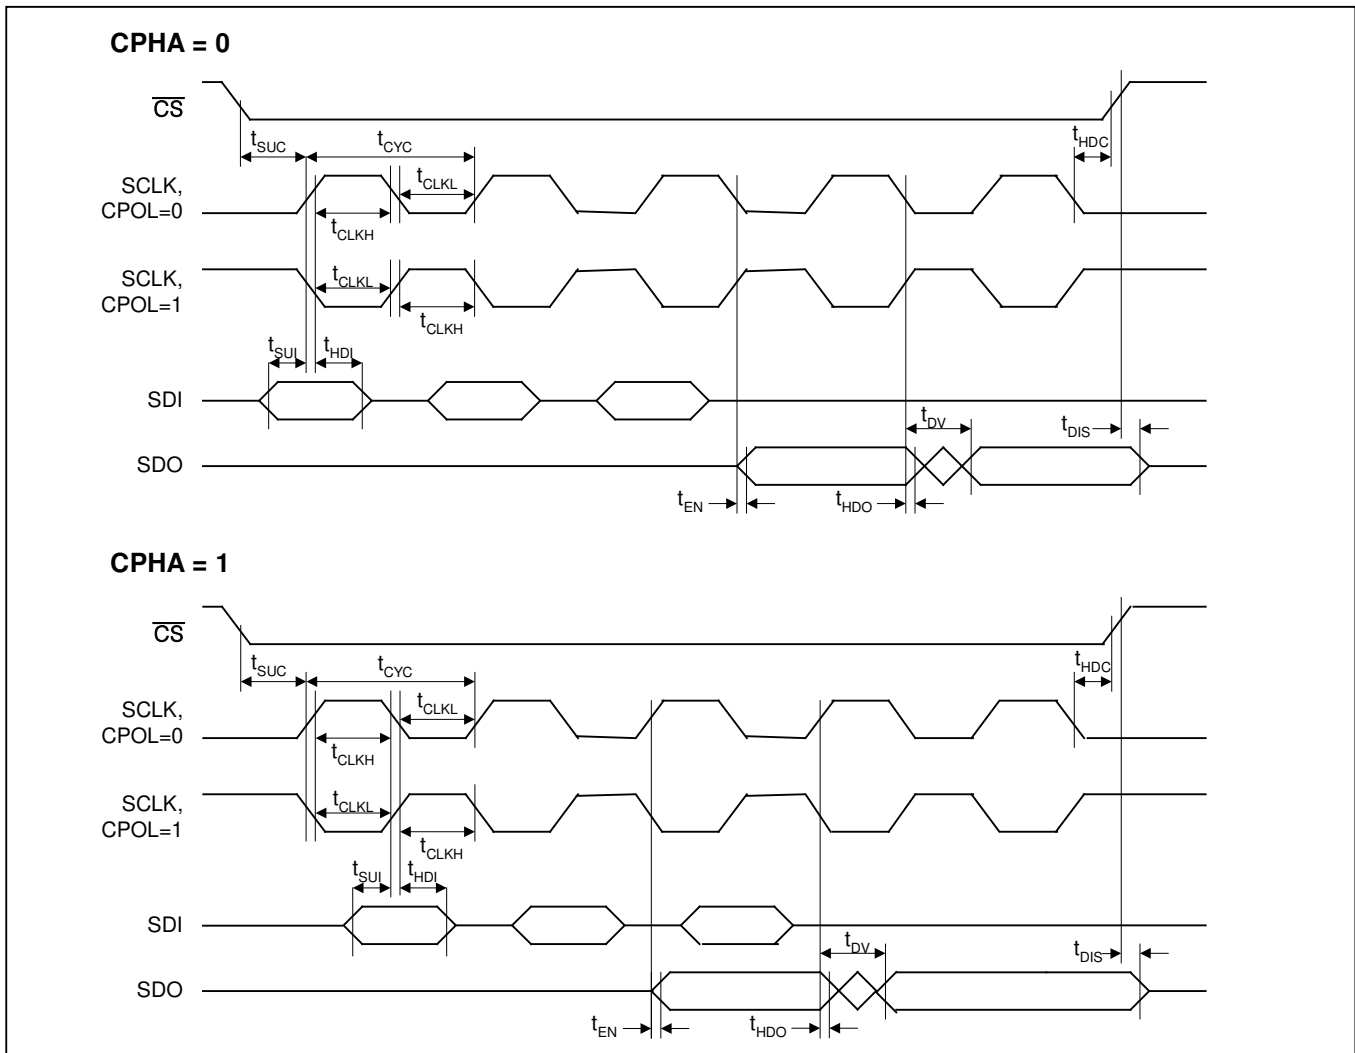 CPHA = 0
CS
tSUC
tCYC
tHDC
tCLKL
SCLK,
CPOL=0
tCLKH
tCLKL
SCLK,
CPOL=1
tCLKH
tSUI
tHDI
SDI
tDV
tDIS
SDO
tEN
tHDO
CPHA = 1
CS
tSUC
tCYC
tHDC
tCLKL
SCLK,
CPOL=0
tCLKH
tCLKL
SCLK,
CPOL=1
tCLKH
tSUI
tHDI
SDI
tDV
tDIS
SDO
tEN
tHDO